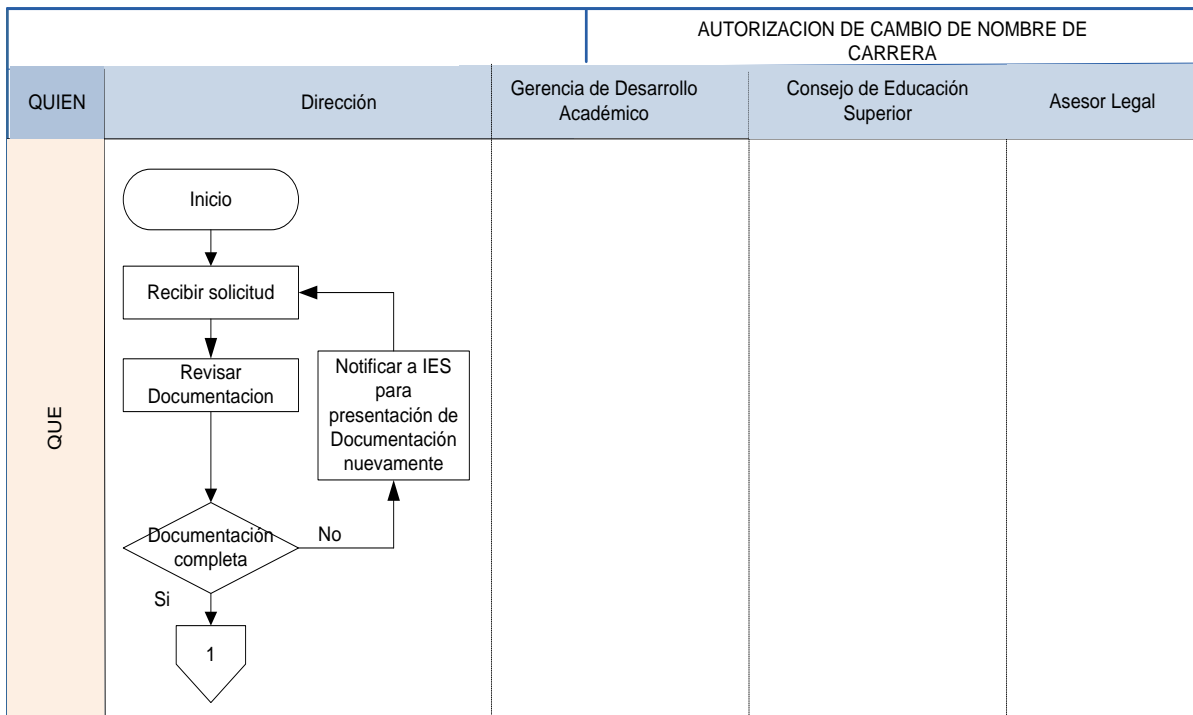 AUTORIZACION DE CAMBIO DE NOMBRE DE
CARRERA
QUIEN
Dirección
Gerencia de Desarrollo
Académico
Consejo de Educación
Superior
Asesor Legal
QUE
Inicio
Recibir solicitud
Revisar
Documentacion
Notificar a IES
para
presentación de
Documentación
nuevamente
Documentación
completa
No
Si
1